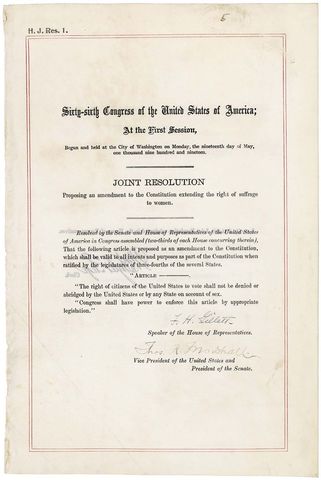 5
H. J. Res. 1.
Sixty-sixth Congress of the United States of America;
At the First Session,
Begun and held at the City of Washington on Monday, the nineteenth day of May,
one thousand nine hundred and nineteen.
JOINT RESOLUTION
Proposing an amendment to the Constitution extending the right of suffrage
to women.
Resolved by the Senate and House of Representatives of the United States
of America in Congress assembled (two-thirds of each House concurring therein),
That the following article is proposed as an amendment to the Constitution,
which shall be valid to all intents and purposes as part of the Constitution when
ratified by the legislatures of three-fourths of the several States.
"ARTICLE ————.
"The right of citizens of the United States to vote shall not be denied or
abridged by the United States or by any State on account of sex.
"Congress shall have power to enforce this article by appropriate
legislation."
F. H. Gillett
Speaker of the House of Representatives.
Thos. R. Marshall
Vice President of the United States and
President of the Senate.